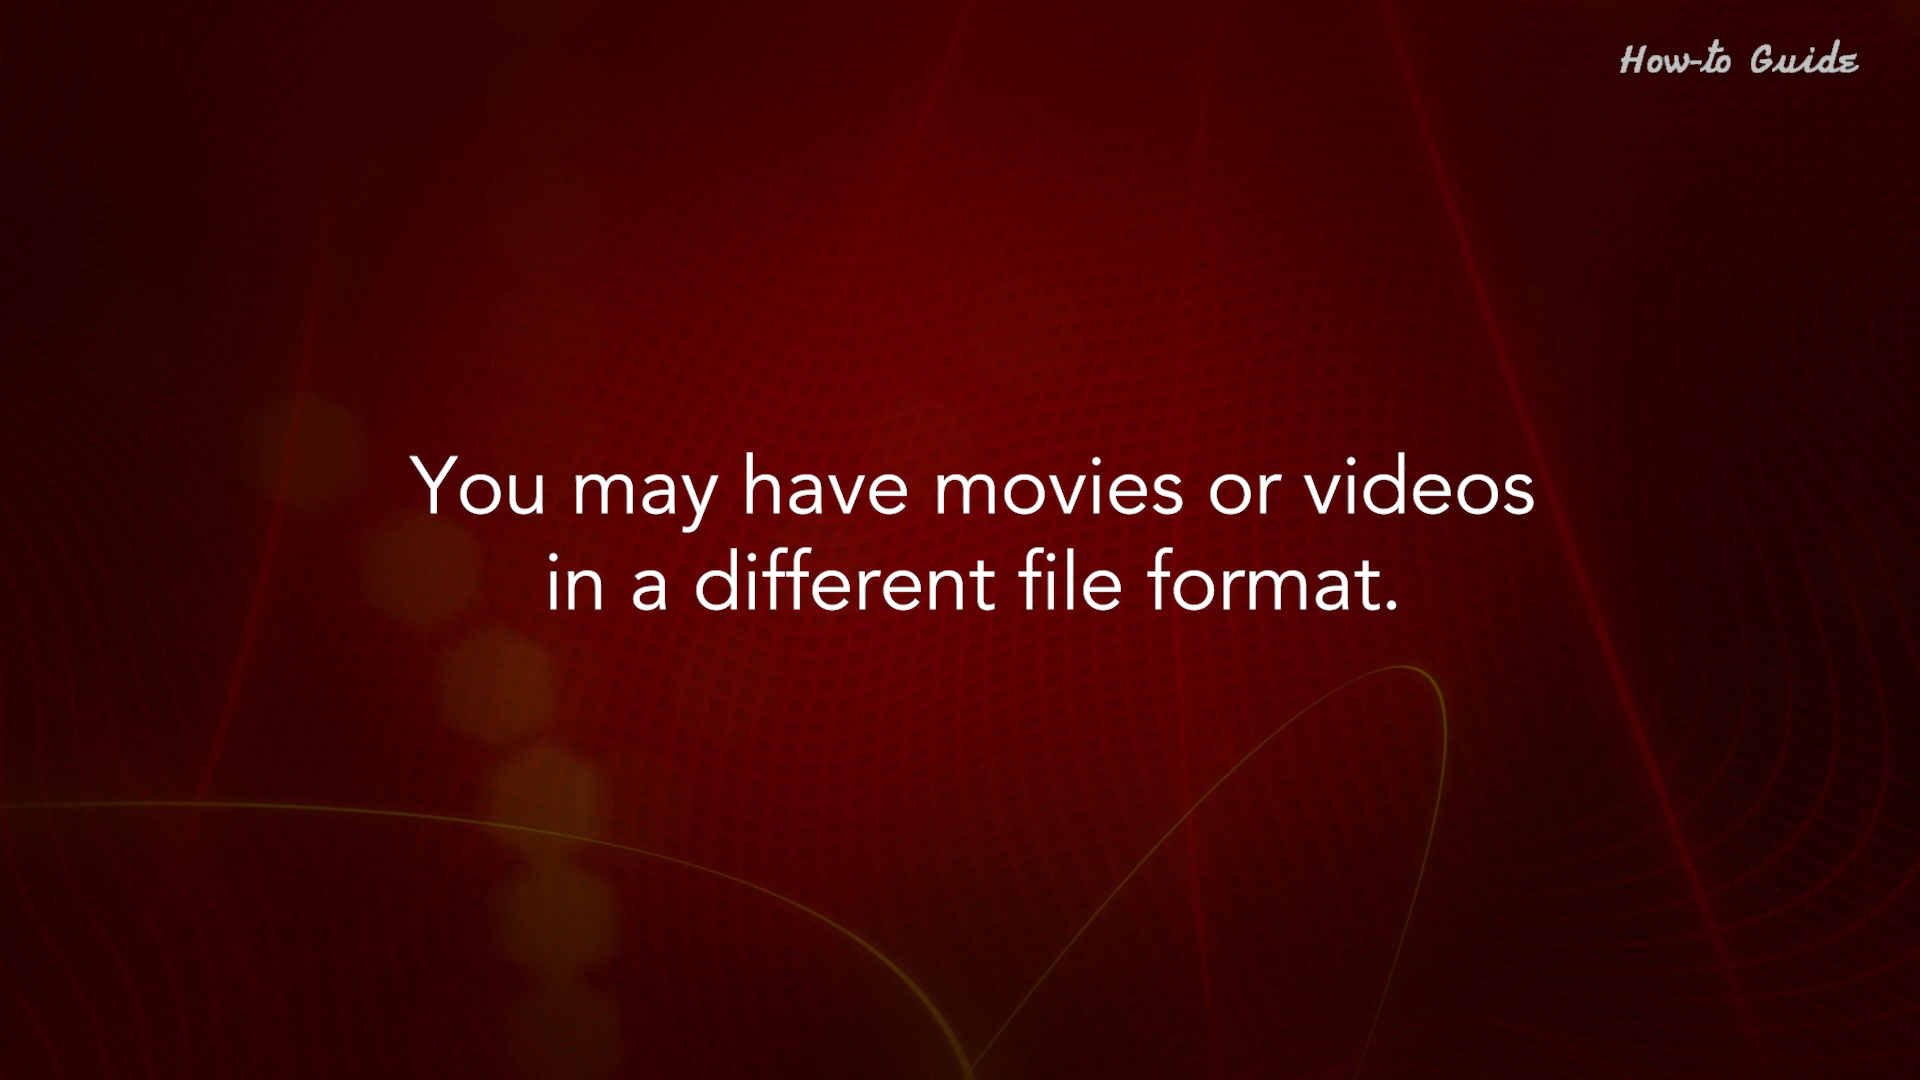 How-to Guide
You may have movies or videos
in a different file format.